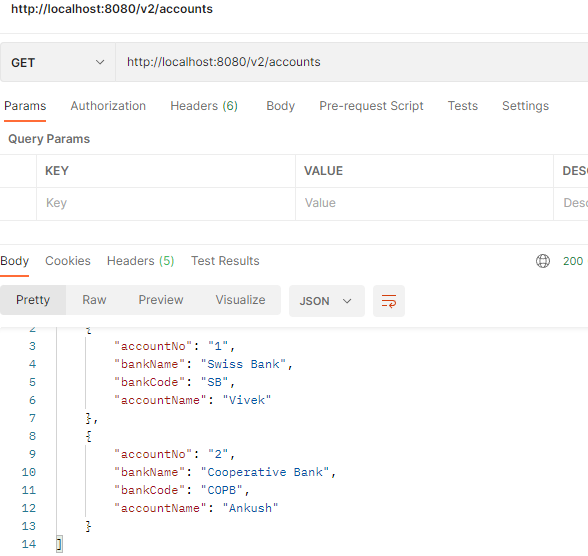 http://localhost:8080/v2/accounts
GET http://localhost:8080/v2/accounts
Params Authorization Headers (6) Body Pre-request Script Tests Settings
Query Params
KEY VALUE DESC
Key Value Desc
Body Cookies Headers (5) Test Results 200
Pretty Raw Preview Visualize JSON
2 {
3 "accountNo": "1",
4 "bankName": "Swiss Bank",
5 "bankCode": "SB",
6 "accountName": "Vivek"
7 },
8 {
9 "accountNo": "2",
10 "bankName": "Cooperative Bank",
11 "bankCode": "COPB",
12 "accountName": "Ankush"
13 }
14 ]